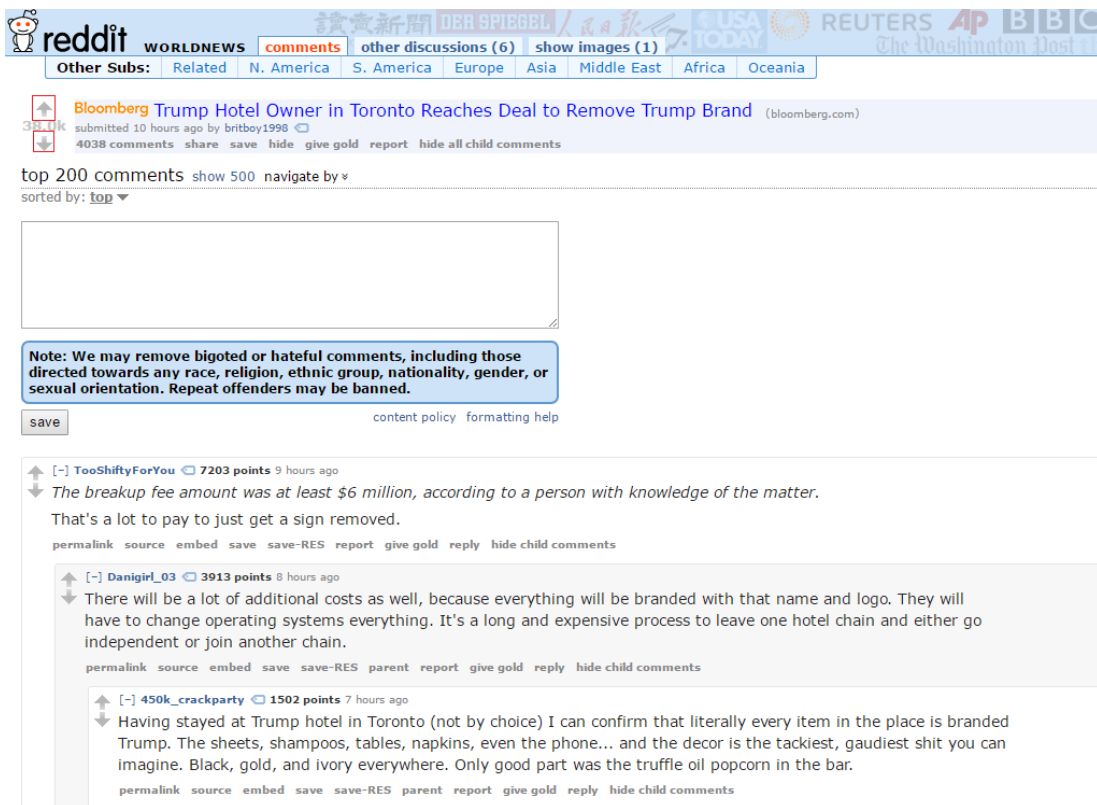 reddit WORLDNEWS comments other discussions (6) show images (1)
DER SPIEGEL USA TODAY REUTERS AP BBC
The Washington Post
Other Subs: Related N. America S. America Europe Asia Middle East Africa Oceania
Bloomberg Trump Hotel Owner in Toronto Reaches Deal to Remove Trump Brand (bloomberg.com)
38.0k submitted 10 hours ago by britboy1998
4038 comments share save hide give gold report hide all child comments
top 200 comments show 500 navigate by
sorted by: top
Note: We may remove bigoted or hateful comments, including those
directed towards any race, religion, ethnic group, nationality, gender, or
sexual orientation. Repeat offenders may be banned.
save content policy formatting help
[-] TooShiftyForYou 7203 points 9 hours ago
The breakup fee amount was at least $6 million, according to a person with knowledge of the matter.
That's a lot to pay to just get a sign removed.
permalink source embed save save-RES report give gold reply hide child comments
[-] Danigirl_03 3913 points 8 hours ago
There will be a lot of additional costs as well, because everything will be branded with that name and logo. They will
have to change operating systems everything. It's a long and expensive process to leave one hotel chain and either go
independent or join another chain.
permalink source embed save save-RES parent report give gold reply hide child comments
[-] 450k_crackparty 1502 points 7 hours ago
Having stayed at Trump hotel in Toronto (not by choice) I can confirm that literally every item in the place is branded
Trump. The sheets, shampoos, tables, napkins, even the phone... and the decor is the tackiest, gaudiest shit you can
imagine. Black, gold, and ivory everywhere. Only good part was the truffle oil popcorn in the bar.
permalink source embed save save-RES parent report give gold reply hide child comments